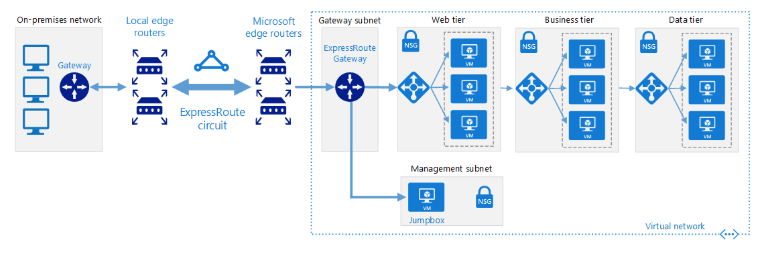 On-premises network
Gateway
Local edge
routers
ExpressRoute
circuit
Microsoft
edge routers
Gateway subnet
ExpressRoute
Gateway
Web tier
NSG
VM
VM
VM
Business tier
NSG
VM
VM
VM
Data tier
NSG
VM
VM
VM
Management subnet
VM
Jumpbox
NSG
Virtual network